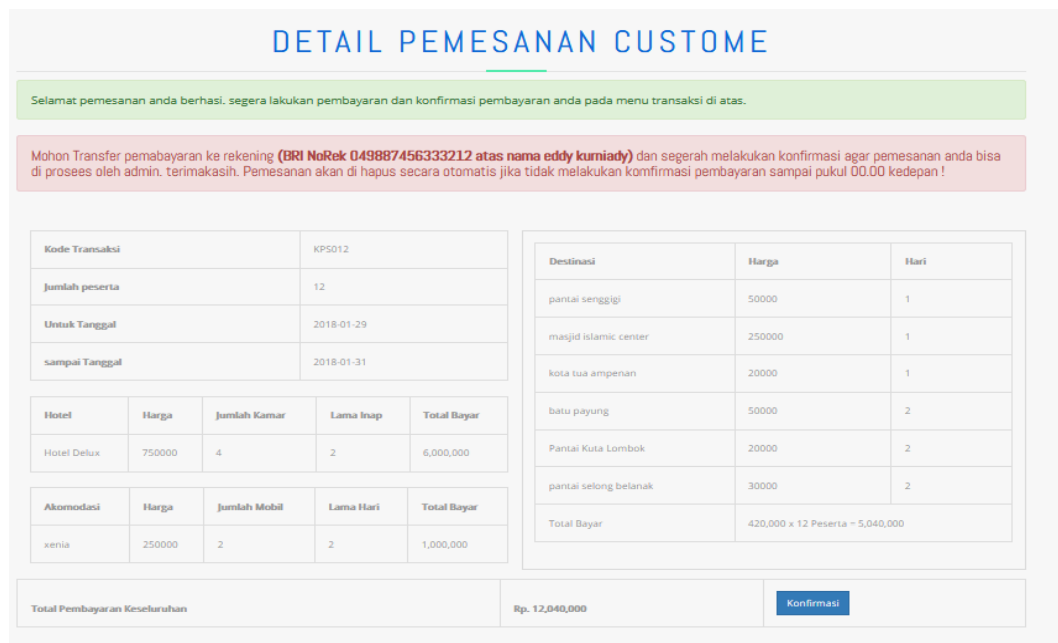 DETAIL PEMESANAN CUSTOME
Selamat pemesanan anda berhasi. segera lakukan pembayaran dan konfirmasi pembayaran anda pada menu transaksi di atas.
Mohon Transfer pemabayaran ke rekening (BRI NoRek 049887456333212 atas nama eddy kurniady) dan segerah melakukan konfirmasi agar pemesanan anda bisa
di prosees oleh admin. terimakasih. Pemesanan akan di hapus secara otomatis jika tidak melakukan komfirmasi pembayaran sampai pukul 00.00 kedepan !
Kode Transaksi KPS012
Jumlah peserta 12
Untuk Tanggal 2018-01-29
sampai Tanggal 2018-01-31
Hotel Harga Jumlah Kamar Lama Inap Total Bayar
Hotel Delux 750000 4 2 6,000,000
Akomodasi Harga Jumlah Mobil Lama Hari Total Bayar
xenia 250000 2 2 1,000,000
Destinasi Harga Hari
pantai senggigi 50000 1
masjid islamic center 250000 1
kota tua ampenan 20000 1
batu payung 50000 2
Pantai Kuta Lombok 20000 2
pantai selong belanak 30000 2
Total Bayar 420,000 x 12 Peserta = 5,040,000
Total Pembayaran Keseluruhan Rp. 12,040,000 Konfirmasi